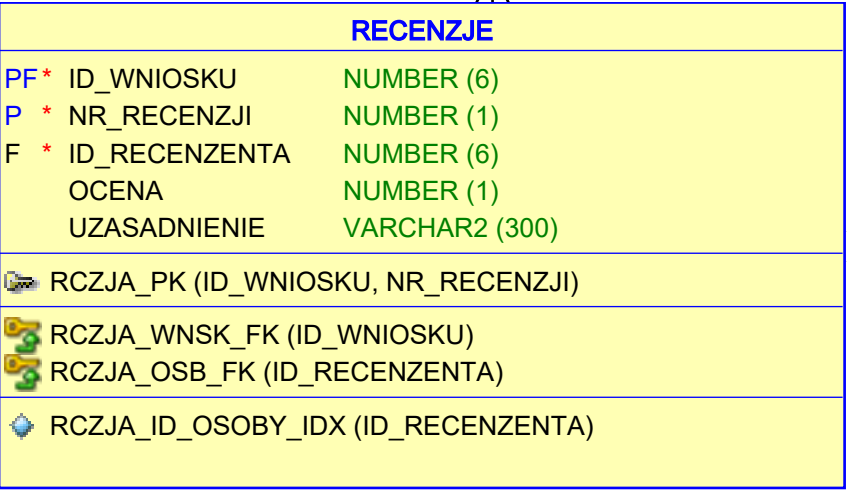 RECENZJE
PF * ID_WNIOSKU NUMBER (6)
P * NR_RECENZJI NUMBER (1)
F * ID_RECENZENTA NUMBER (6)
OCENA NUMBER (1)
UZASADNIENIE VARCHAR2 (300)
RCZJA_PK (ID_WNIOSKU, NR_RECENZJI)
RCZJA_WNSK_FK (ID_WNIOSKU)
RCZJA_OSB_FK (ID_RECENZENTA)
RCZJA_ID_OSOBY_IDX (ID_RECENZENTA)